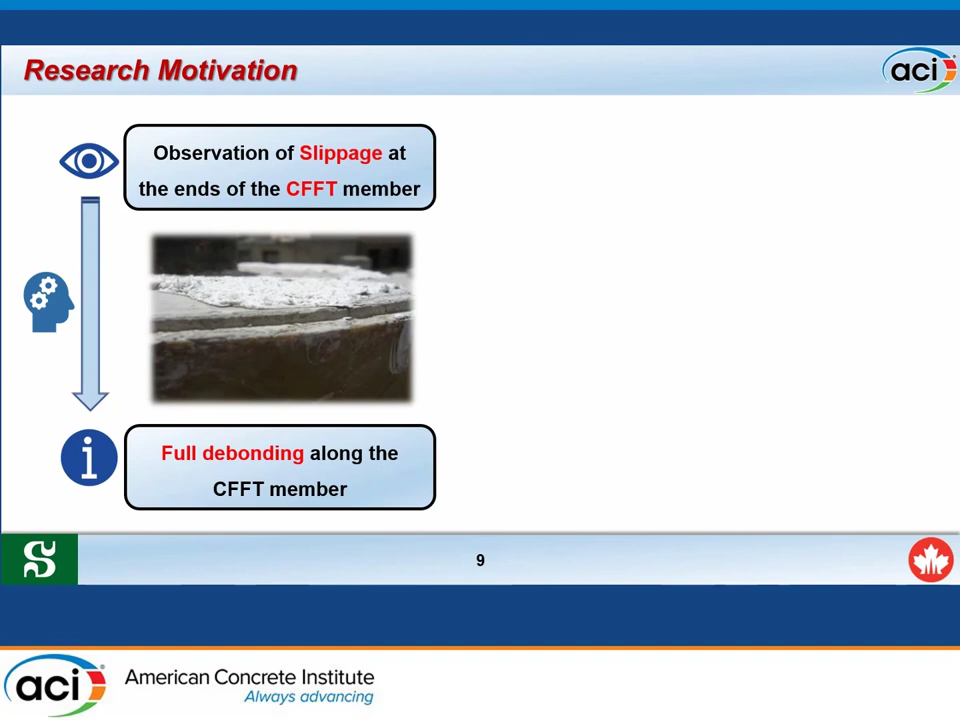 Research Motivation
aci
Observation of Slippage at
the ends of the CFFT member
Full debonding along the
CFFT member
9
aci
American Concrete Institute
Always advancing